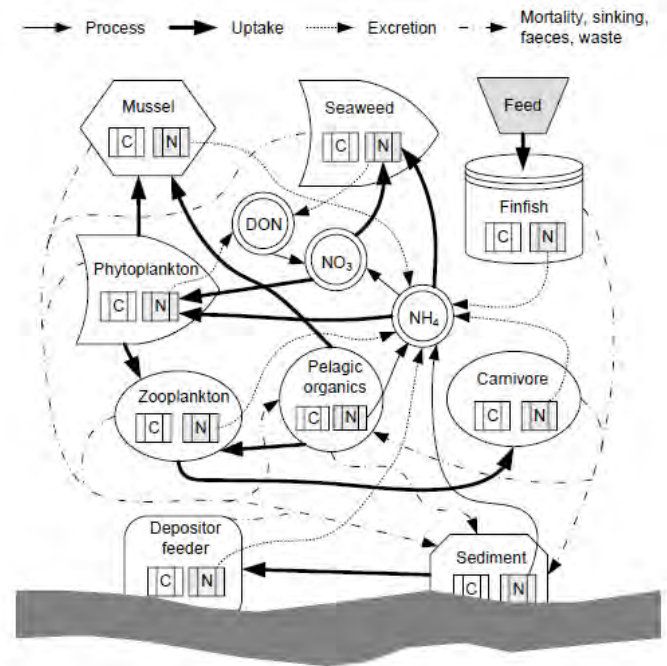 Process
Uptake
Excretion
Mortality, sinking,
faeces, waste
Mussel
C N
Seaweed
C N
Feed
Finfish
C N
DON
NO₃
Phytoplankton
C N
NH₄
Zooplankton
C N
Pelagic
organics
C N
Carnivore
C N
Depositor
feeder
C N
Sediment
C N